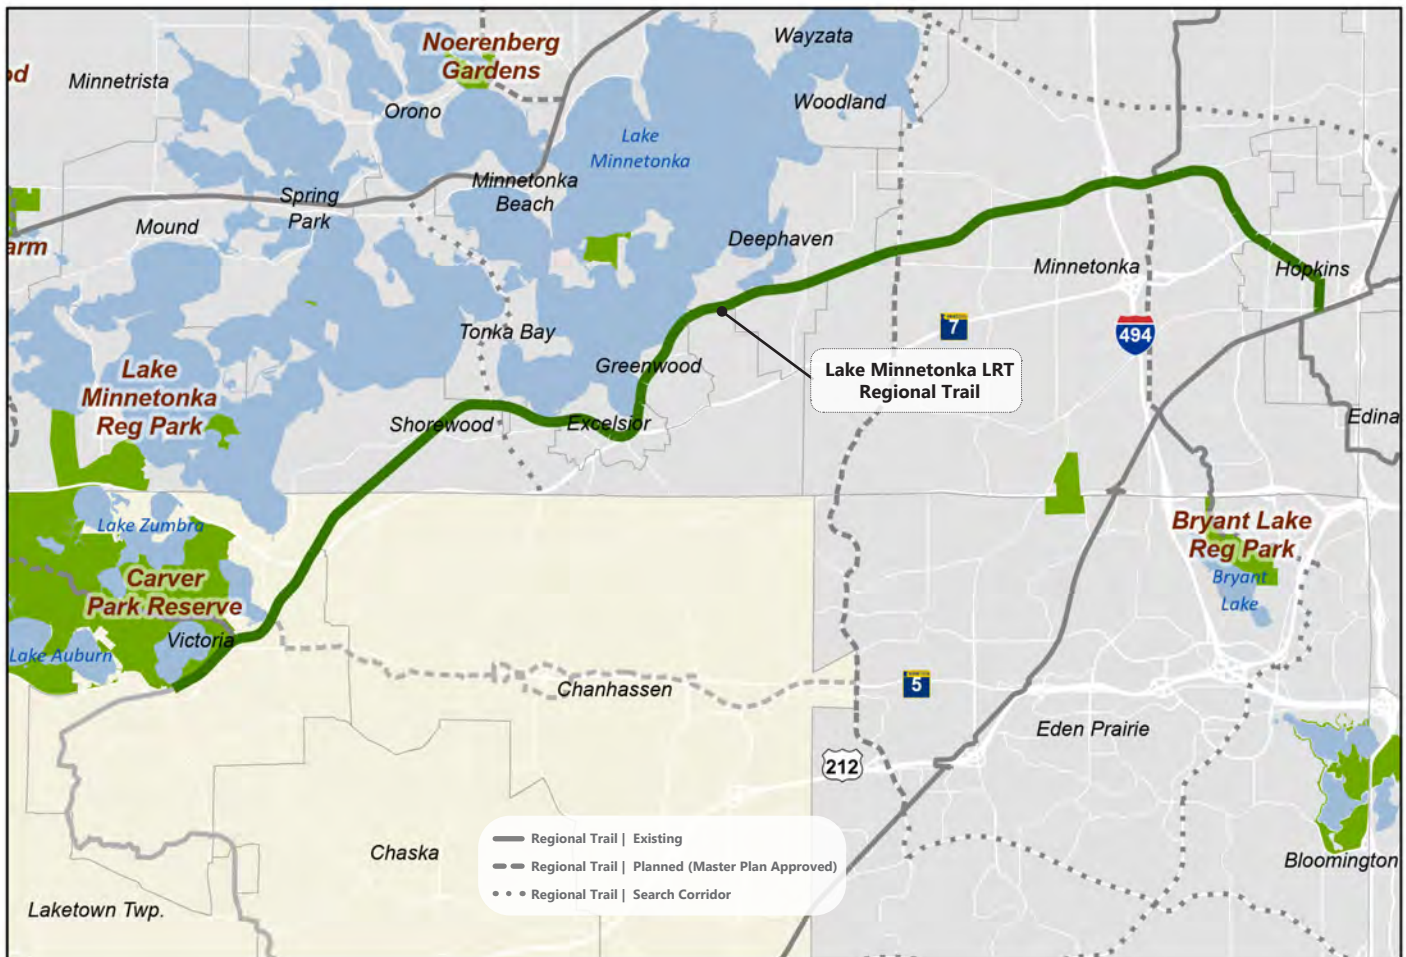 Wayzata
Noerenberg
Gardens
od
Minnetrista
Woodland
Orono
Lake
Minnetonka
Minnetonka
Beach
Spring
Park
Mound
arm
Deephaven
Minnetonka
Hopkins
7
494
Tonka Bay
Greenwood
Lake Minnetonka LRT
Regional Trail
Lake
Minnetonka
Reg Park
Shorewood
Excelsior
Edina
Lake Zumbra
Bryant Lake
Reg Park
Bryant
Lake
Carver
Park Reserve
Victoria
Lake Auburn
Chanhassen
5
Eden Prairie
212
Regional Trail | Existing
Regional Trail | Planned (Master Plan Approved)
Regional Trail | Search Corridor
Chaska
Bloomington
Laketown Twp.